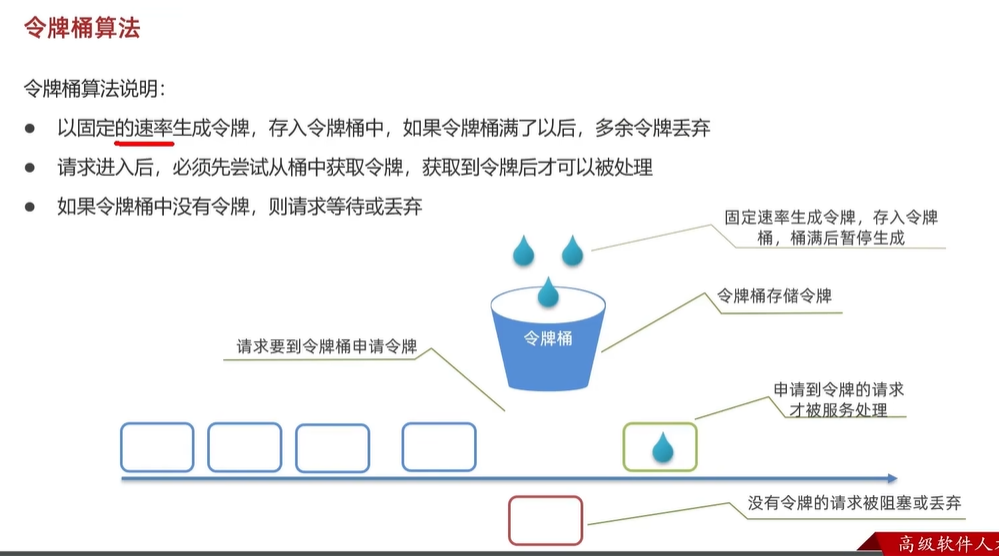 令牌桶算法
令牌桶算法说明：
以固定的速率生成令牌，存入令牌桶中，如果令牌桶满了以后，多余令牌丢弃
请求进入后，必须先尝试从桶中获取令牌，获取到令牌后才可以被处理
如果令牌桶中没有令牌，则请求等待或丢弃
固定速率生成令牌，存入令牌
桶，桶满后暂停生成
令牌桶存储令牌
令牌桶
请求要到令牌桶申请令牌
申请到令牌的请求
才被服务处理
没有令牌的请求被阻塞或丢弃
高级软件人